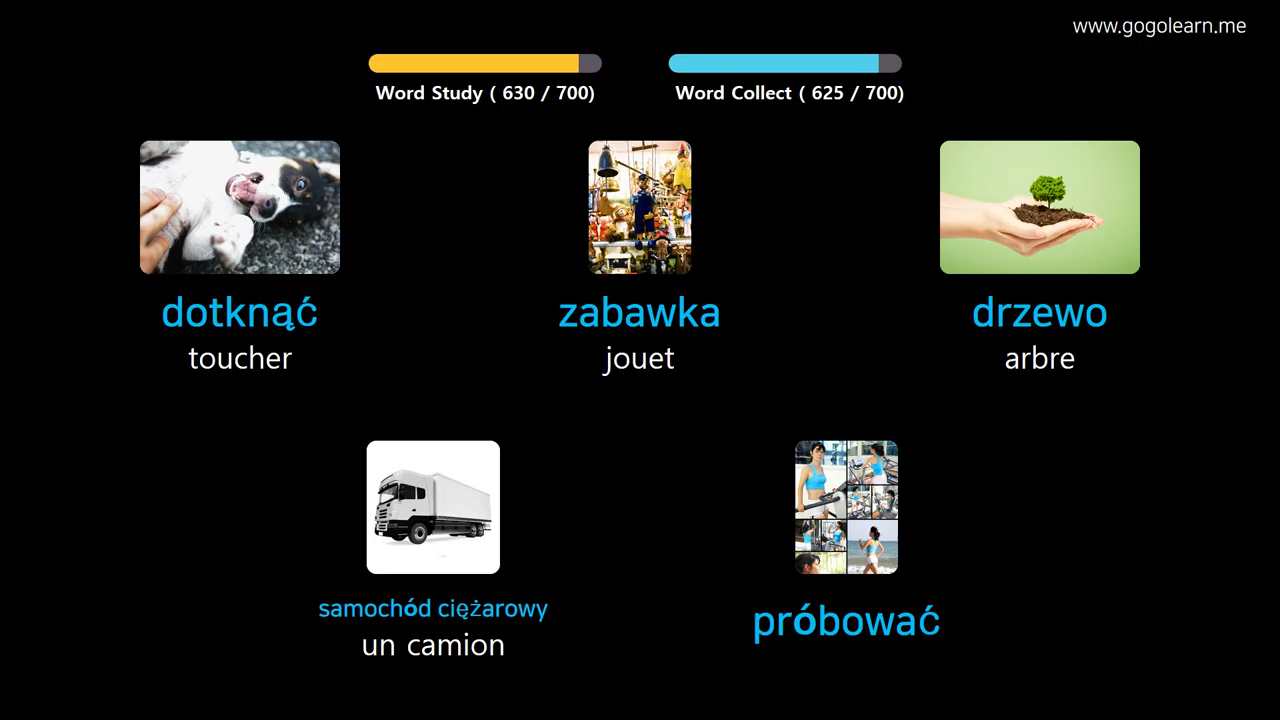 www.gogolearn.me
Word Study ( 630 / 700)
Word Collect ( 625 / 700)
dotknąć
toucher
zabawka
jouet
drzewo
arbre
samochód ciężarowy
un camion
próbować